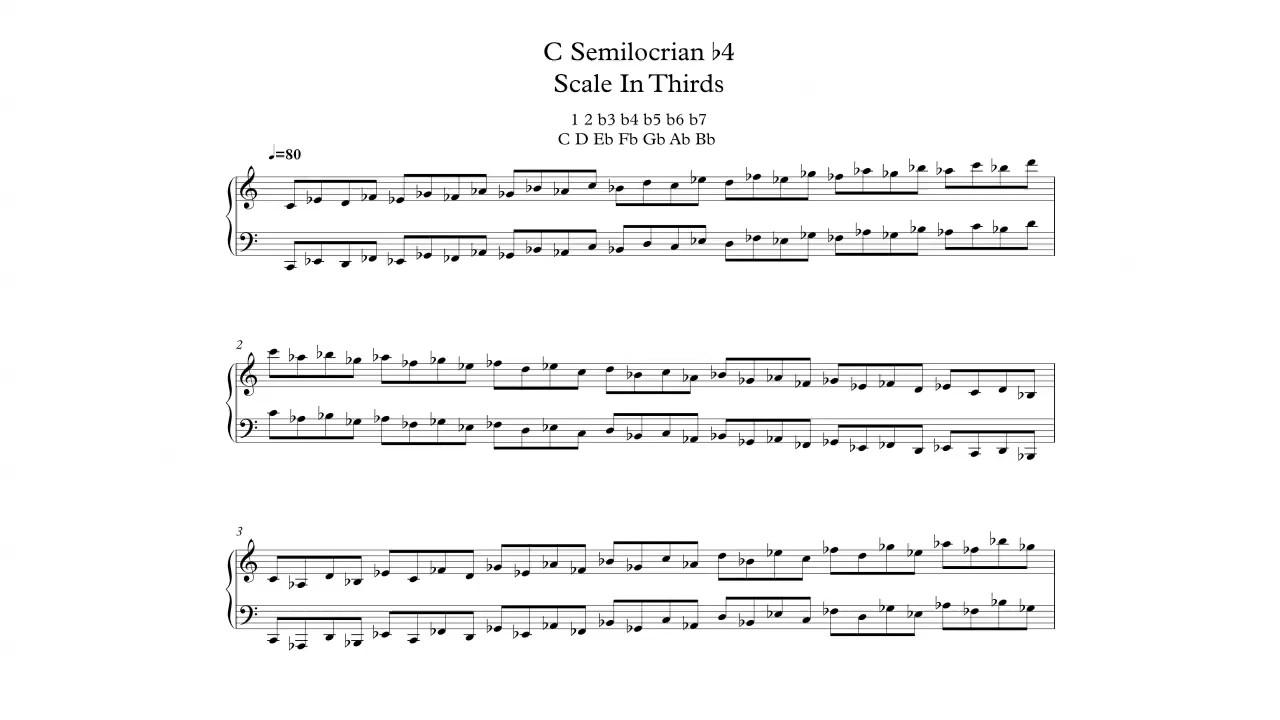 C Semilocrian ♭4
Scale In Thirds
1 2 b3 b4 b5 b6 b7
C D Eb Fb Gb Ab Bb
♩=80
2
3